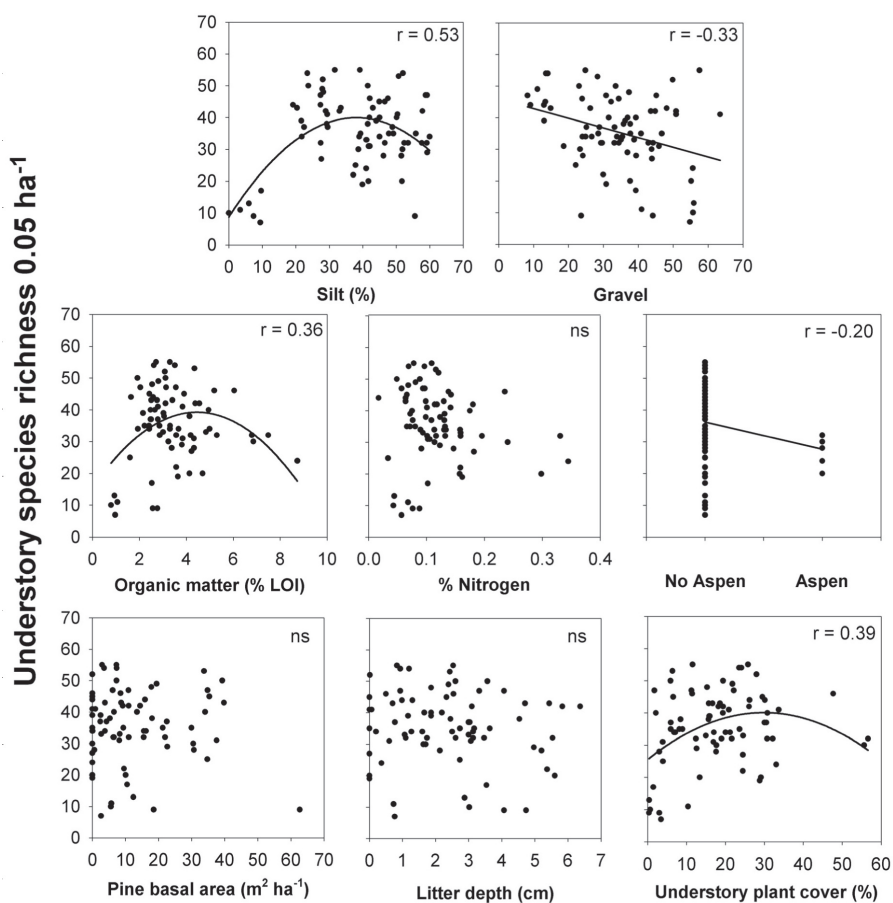 Understory species richness 0.05 ha⁻¹
70
60
50
40
30
20
10
0
r = 0.53
0 10 20 30 40 50 60 70
Silt (%)
r = -0.33
0 10 20 30 40 50 60 70
Gravel
70
60
50
40
30
20
10
0
r = 0.36
0 2 4 6 8 10
Organic matter (% LOI)
ns
0.0 0.1 0.2 0.3 0.4
% Nitrogen
r = -0.20
No Aspen Aspen
70
60
50
40
30
20
10
0
ns
0 10 20 30 40 50 60 70
Pine basal area (m² ha⁻¹)
ns
0 1 2 3 4 5 6 7
Litter depth (cm)
r = 0.39
0 10 20 30 40 50 60
Understory plant cover (%)